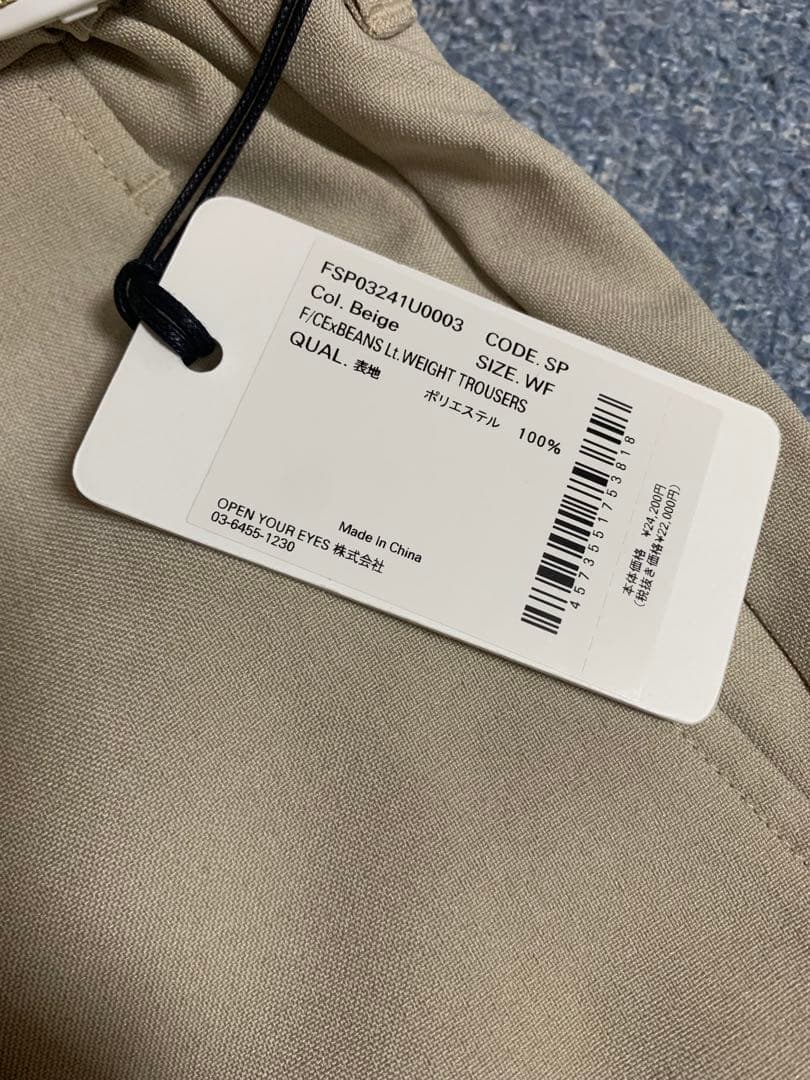 FSP03241U0003 CODE. SP
Col. Beige SIZE. WF
F/CExBEANS Lt.WEIGHT TROUSERS
QUAL. 表地 ポリエステル 100%
Made In China
OPEN YOUR EYES 株式会社
03-6455-1230
4573551753818
本体価格 ¥24,200円
(税抜き価格¥22,000円)